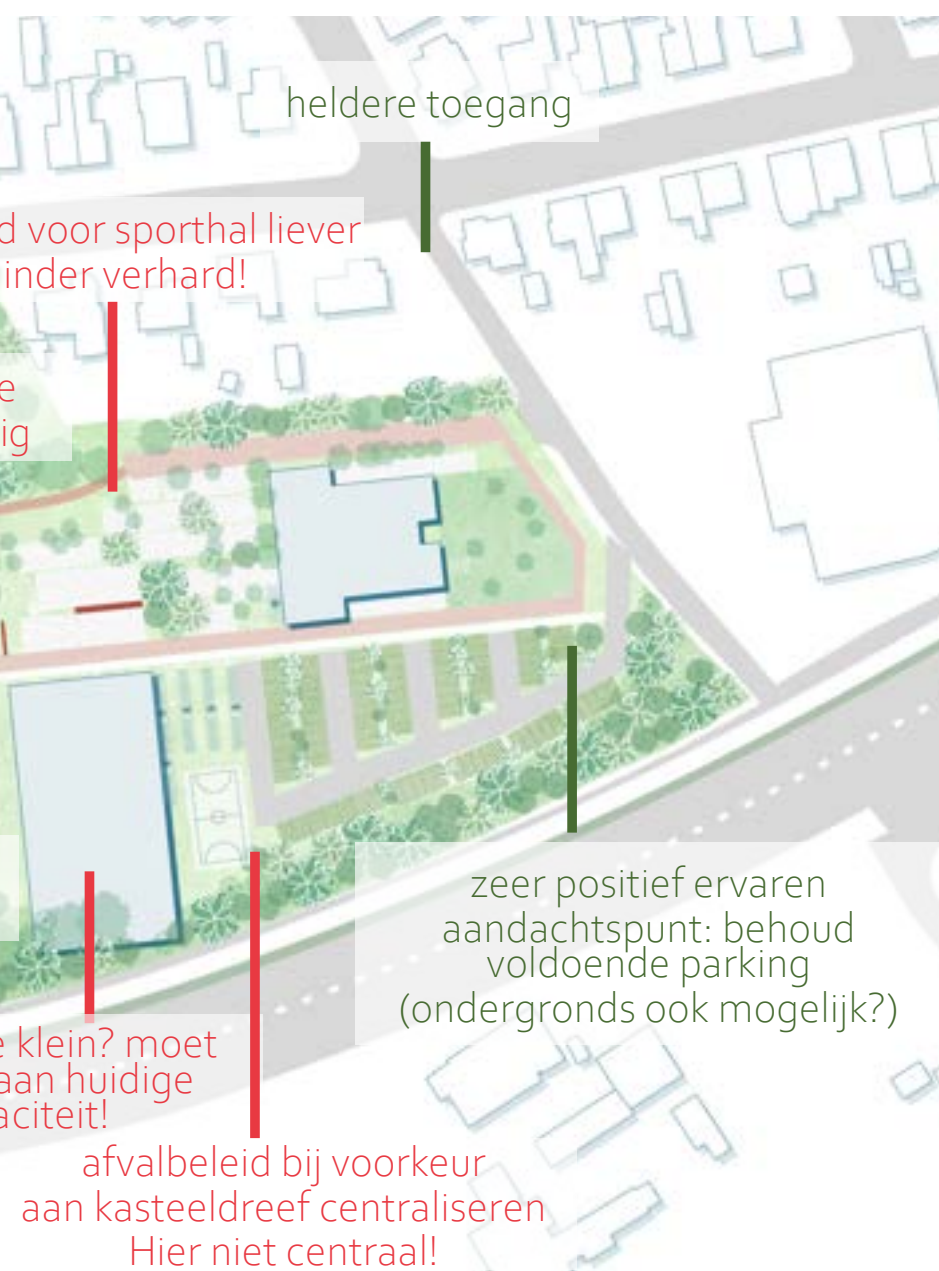 heldere toegang
d voor sporthal liever
inder verhard!
e
ig
zeer positief ervaren
aandachtspunt: behoud
voldoende parking
(ondergronds ook mogelijk?)
e klein? moet
aan huidige
aciteit!
afvalbeleid bij voorkeur
aan kasteeldreef centraliseren
Hier niet centraal!